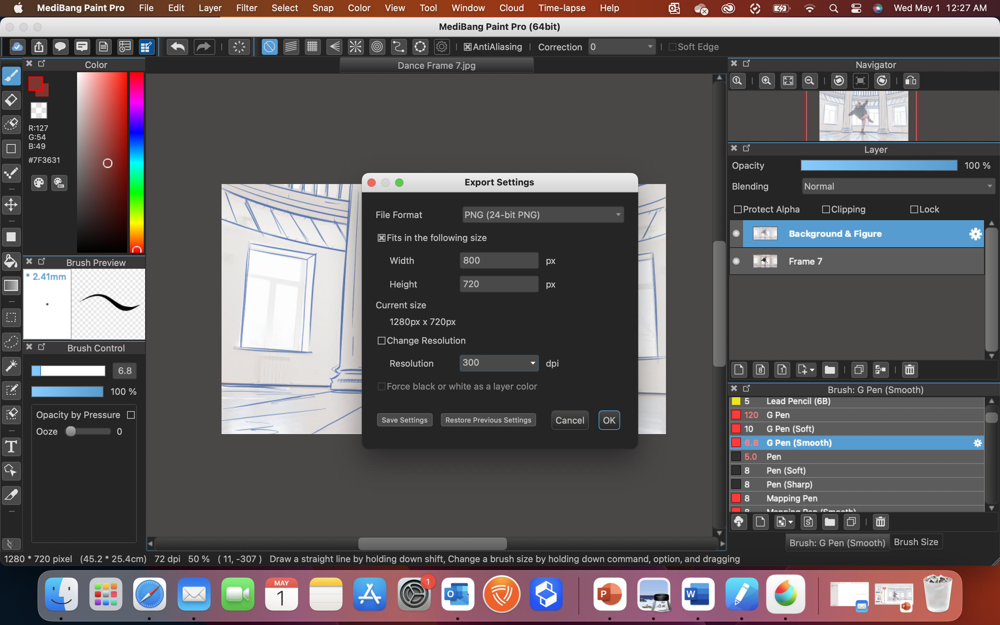 MediBang Paint Pro File Edit Layer Filter Select Snap Color View Tool Window Cloud Time-lapse Help Wed May 1 12:27 AM
MediBang Paint Pro (64bit)
AntiAliasing Correction 0 Soft Edge
Color
Dance Frame 7.jpg
Navigator
R:127
G:54
B:49
#7F3631
Brush Preview
* 2.41mm
Brush Control
6.8
100 %
Opacity by Pressure
Ooze 0
Export Settings
File Format PNG (24-bit PNG)
Fits in the following size
Width 800 px
Height 720 px
Current size
1280px x 720px
Change Resolution
Resolution 300 dpi
Force black or white as a layer color
Save Settings Restore Previous Settings Cancel OK
Layer
Opacity 100 %
Blending Normal
Protect Alpha Clipping Lock
Background & Figure
Frame 7
8 1
Brush: G Pen (Smooth)
5 Lead Pencil (6B)
120 G Pen
10 G Pen (Soft)
6.8 G Pen (Smooth)
5.0 Pen
8 Pen (Soft)
8 Pen (Sharp)
8 Mapping Pen
8 Mapping Pen (Smooth)
S
Brush: G Pen (Smooth) Brush Size
1280 * 720 pixel (45.2 * 25.4cm) 72 dpi 50 % ( 11, -307 ) Draw a straight line by holding down shift, Change a brush size by holding down command, option, and dragging
MAY
1
1
O
P
W
P